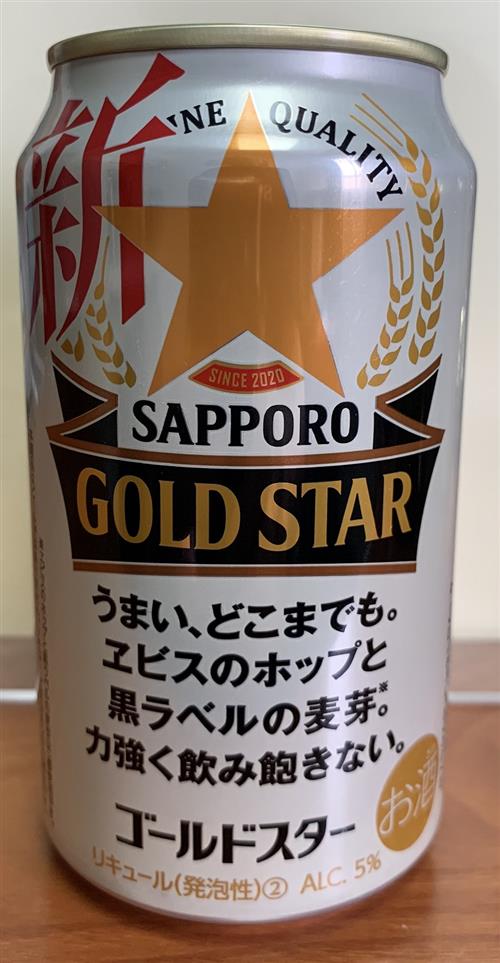 新
QUALITY
SINCE 2020
SAPPORO
GOLD STAR
うまい、どこまでも。
ヱビスのホップと
黒ラベルの麦芽。※
力強く飲み飽きない。
お酒
ゴールドスター
リキュール(発泡性)② ALC. 5%